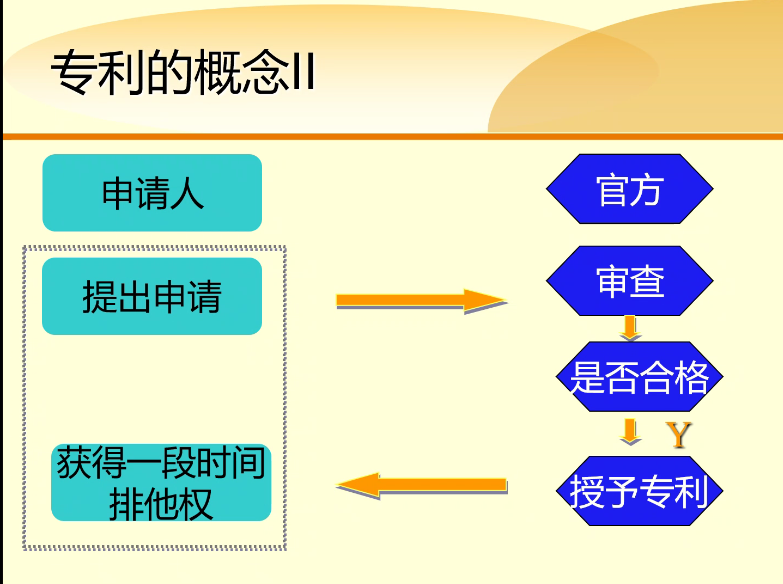 专利的概念II
申请人
官方
提出申请
审查
是否合格
Y
获得一段时间
排他权
授予专利